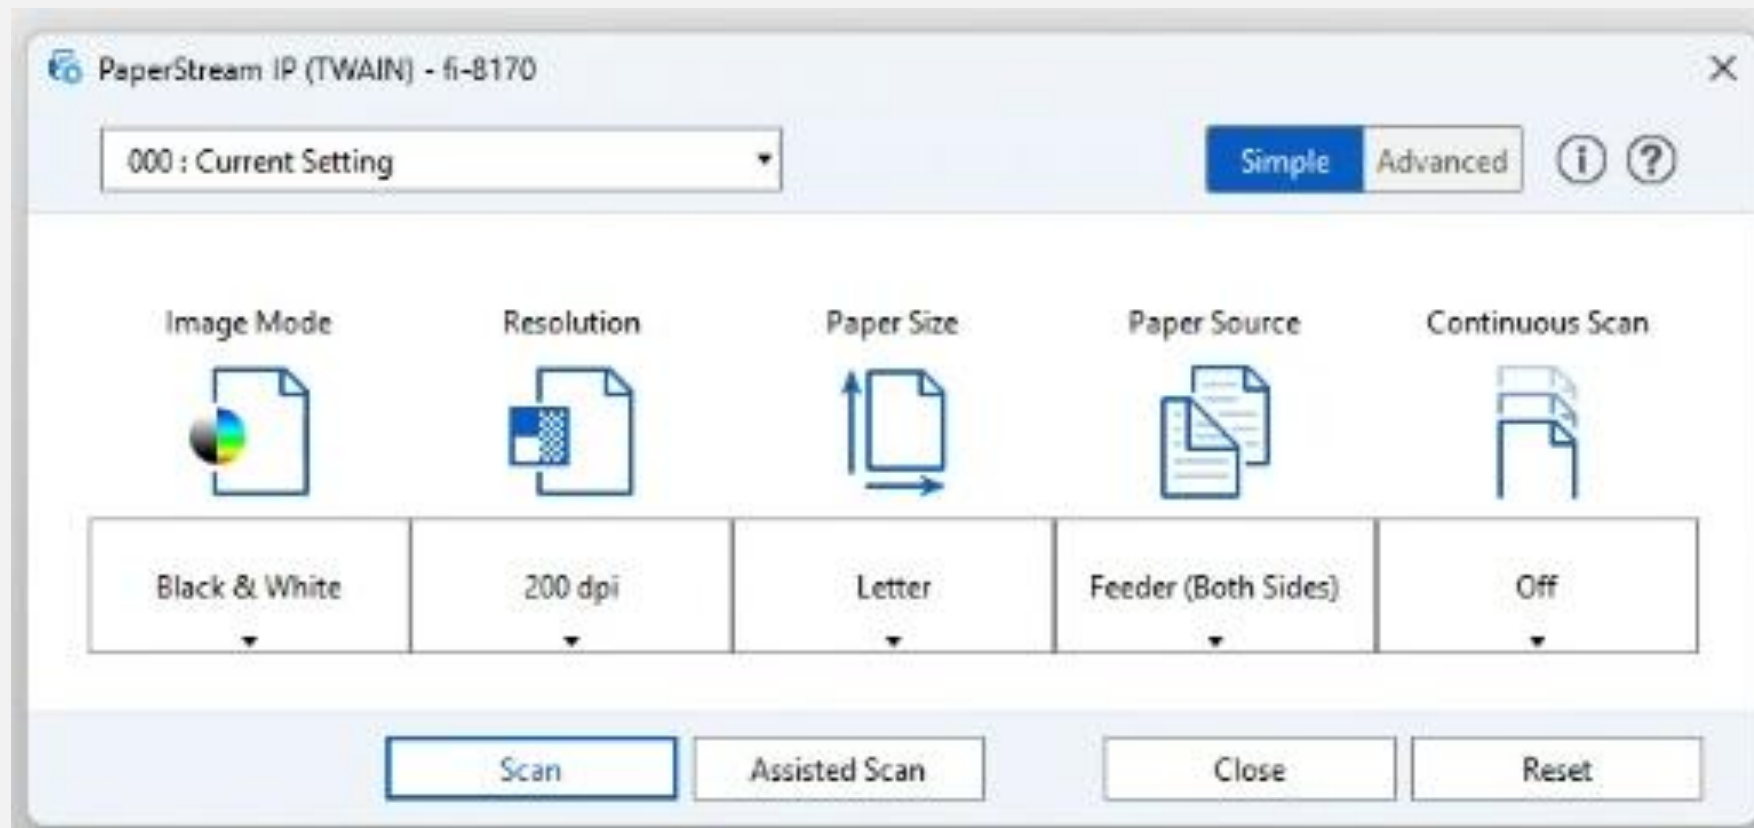 PaperStream IP (TWAIN) - fi-8170
000 : Current Setting
Simple Advanced
Image Mode Resolution Paper Size Paper Source Continuous Scan
Black & White 200 dpi Letter Feeder (Both Sides) Off
Scan Assisted Scan Close Reset